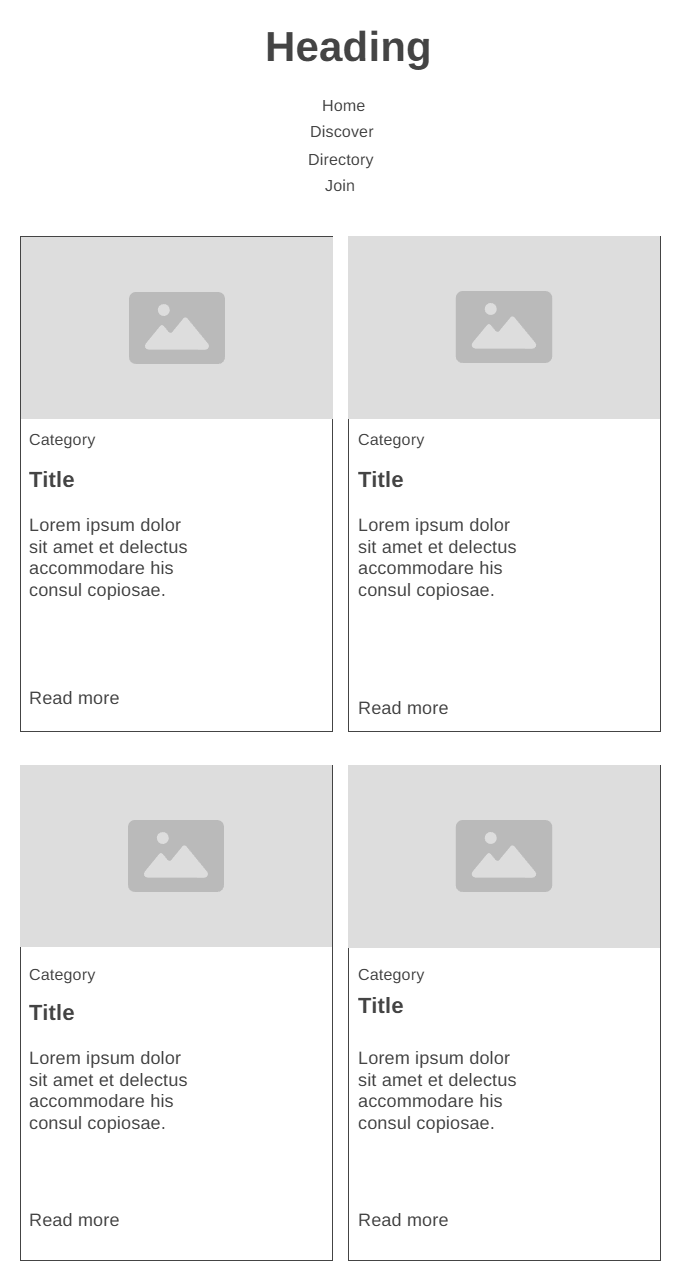 Heading
Home
Discover
Directory
Join
Category
Title
Lorem ipsum dolor
sit amet et delectus
accommodare his
consul copiosae.
Read more
Category
Title
Lorem ipsum dolor
sit amet et delectus
accommodare his
consul copiosae.
Read more
Category
Title
Lorem ipsum dolor
sit amet et delectus
accommodare his
consul copiosae.
Read more
Category
Title
Lorem ipsum dolor
sit amet et delectus
accommodare his
consul copiosae.
Read more